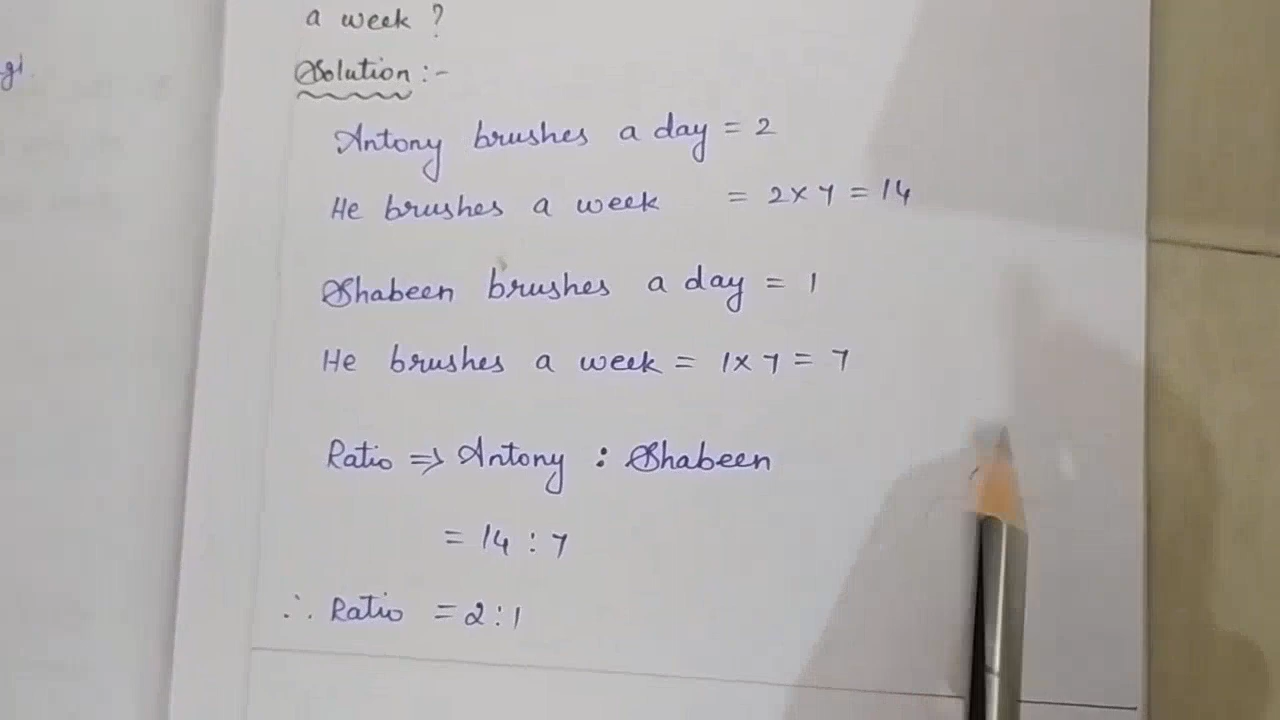 a week ?
Solution :-
Antony brushes a day = 2
He brushes a week = 2 × 7 = 14
Shabeen brushes a day = 1
He brushes a week = 1 × 7 = 7
Ratio ⇒ Antony : Shabeen
= 14 : 7
∴ Ratio = 2 : 1